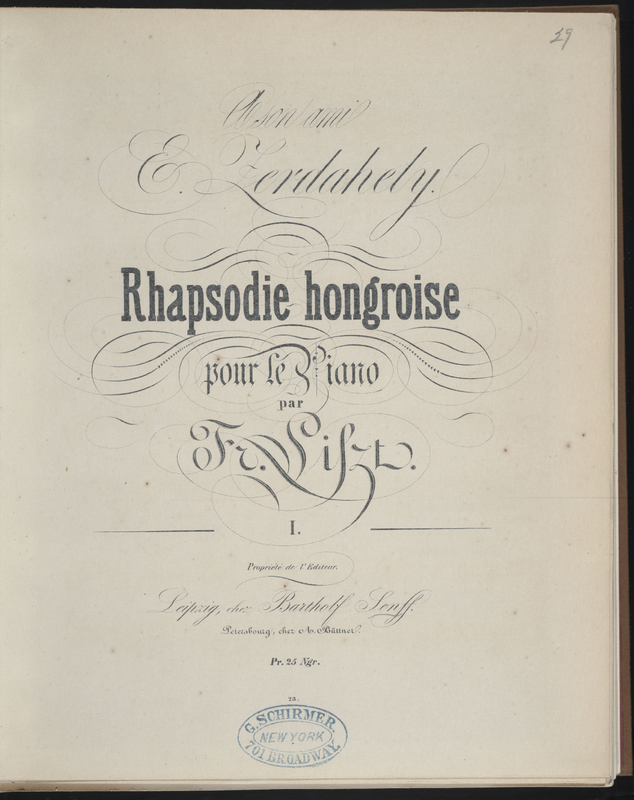 29
A son ami
E. Zerdahely.
Rhapsodie hongroise
pour le Piano
par
Fr. Liszt.
I.
Propriété de l'Editeur.
Leipzig, chez Bartholf Senff.
Petersbourg, chez A. Büttner.
Pr. 25 Ngr.
23.
G. SCHIRMER,
NEW YORK
701 BROADWAY.